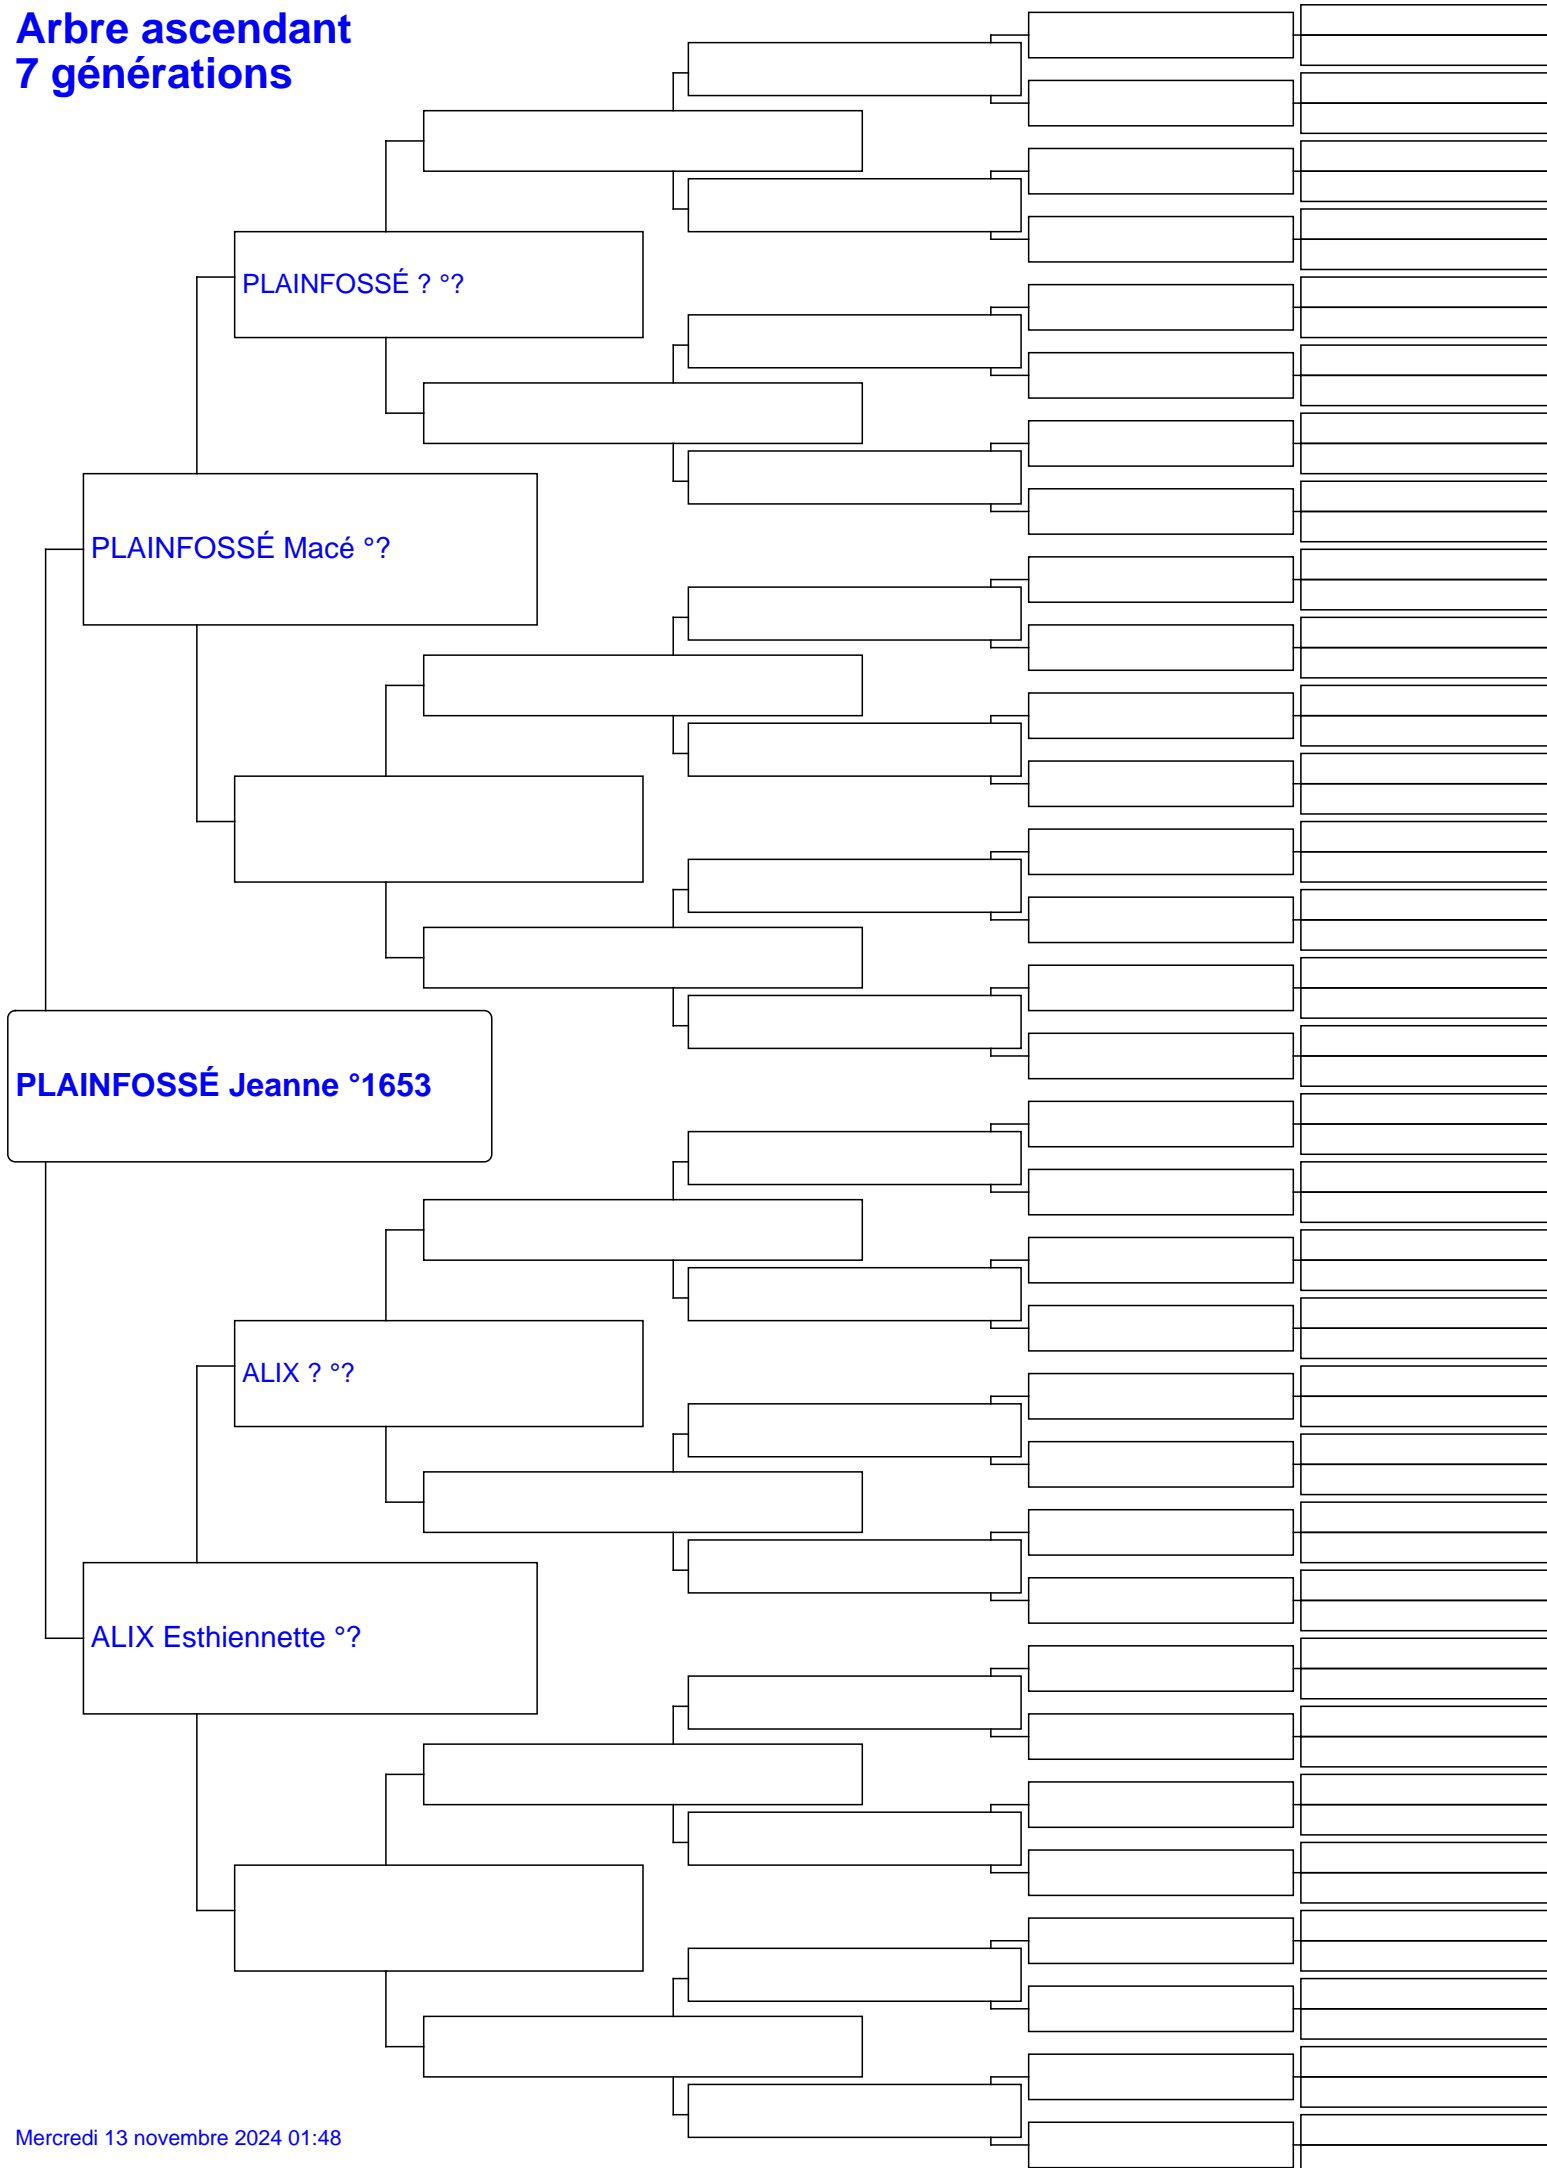 Arbre ascendant
7 générations
PLAINFOSSÉ ? °?
PLAINFOSSÉ Macé °?
PLAINFOSSÉ Jeanne °1653
ALIX ? °?
ALIX Esthiennette °?
Mercredi 13 novembre 2024 01:48